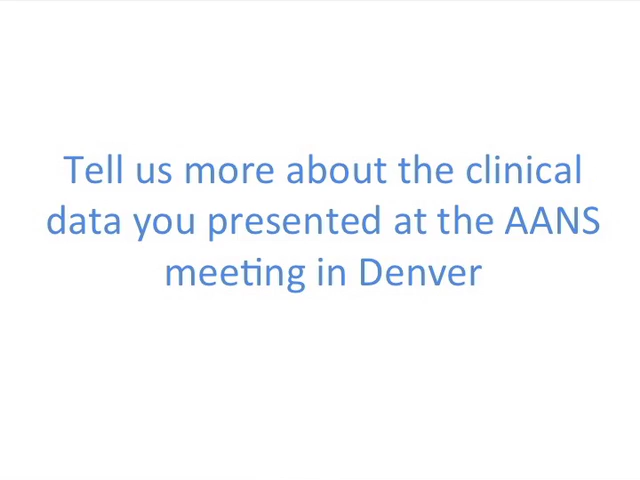 Tell us more about the clinical
data you presented at the AANS
meeting in Denver